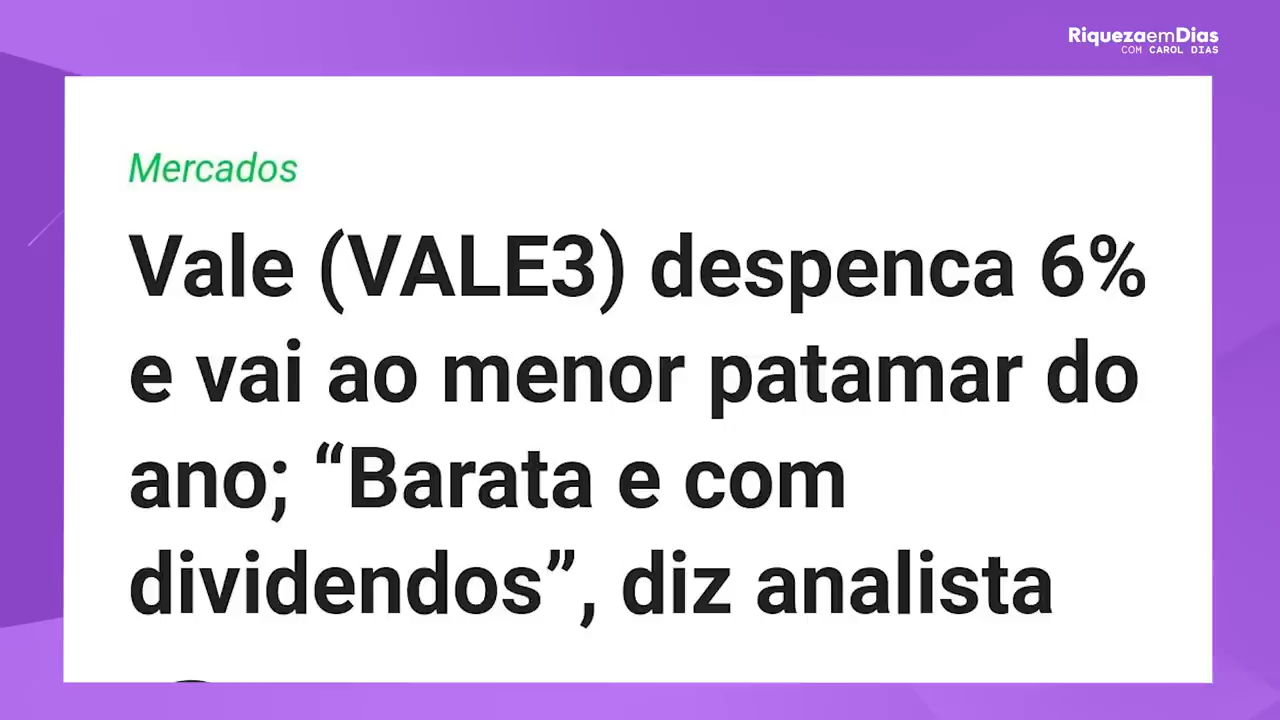 RiquezaemDias
COM CAROL DIAS
Mercados
Vale (VALE3) despenca 6%
e vai ao menor patamar do
ano; “Barata e com
dividendos”, diz analista